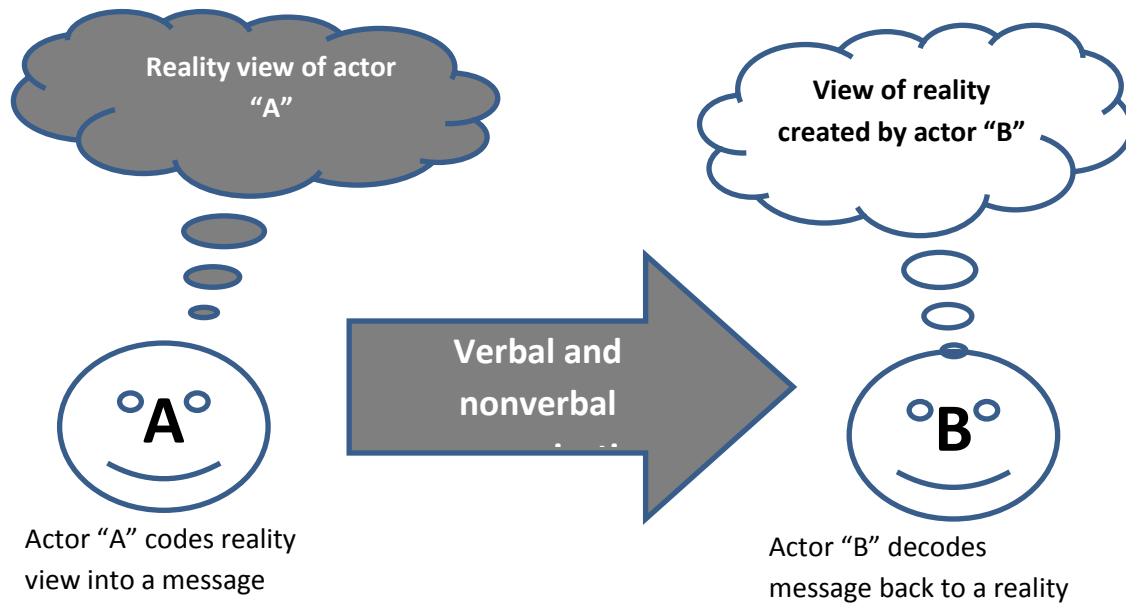 Reality view of actor
“A”
View of reality
created by actor “B”
Verbal and
nonverbal
A
B
Actor “A” codes reality
view into a message
Actor “B” decodes
message back to a reality